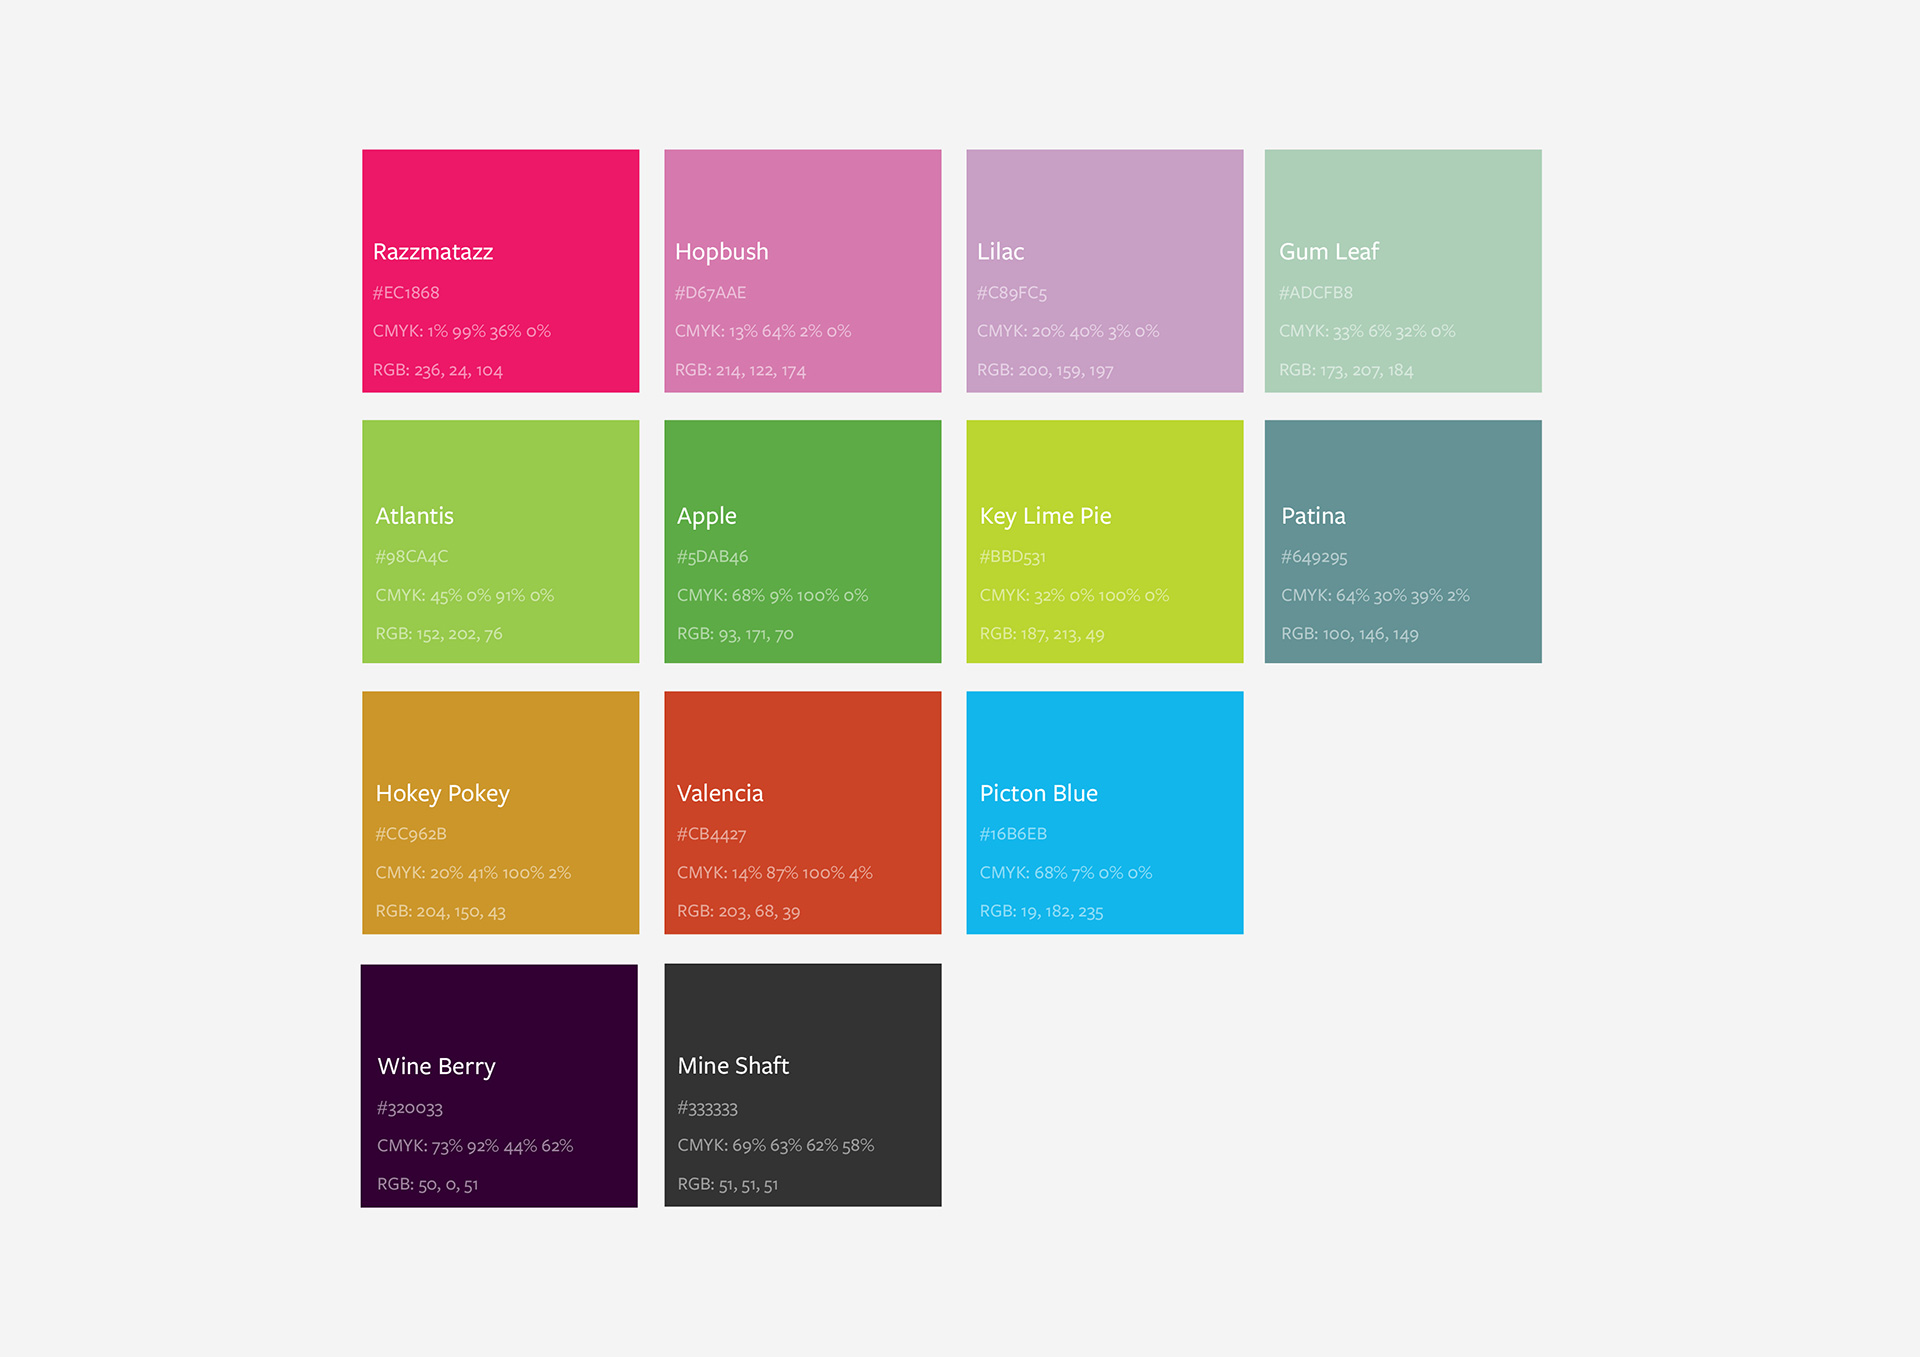 Razzmatazz
#EC1868
CMYK: 1% 99% 36% 0%
RGB: 236, 24, 104
Hopbush
#D67AAE
CMYK: 13% 64% 2% 0%
RGB: 214, 122, 174
Lilac
#C89FC5
CMYK: 20% 40% 3% 0%
RGB: 200, 159, 197
Gum Leaf
#ADCFB8
CMYK: 33% 6% 32% 0%
RGB: 173, 207, 184
Atlantis
#98CA4C
CMYK: 45% 0% 91% 0%
RGB: 152, 202, 76
Apple
#5DAB46
CMYK: 68% 9% 100% 0%
RGB: 93, 171, 70
Key Lime Pie
#BBD531
CMYK: 32% 0% 100% 0%
RGB: 187, 213, 49
Patina
#649295
CMYK: 64% 30% 39% 2%
RGB: 100, 146, 149
Hokey Pokey
#CC962B
CMYK: 20% 41% 100% 2%
RGB: 204, 150, 43
Valencia
#CB4427
CMYK: 14% 87% 100% 4%
RGB: 203, 68, 39
Picton Blue
#16B6EB
CMYK: 68% 7% 0% 0%
RGB: 19, 182, 235
Wine Berry
#320033
CMYK: 73% 92% 44% 62%
RGB: 50, 0, 51
Mine Shaft
#333333
CMYK: 69% 63% 62% 58%
RGB: 51, 51, 51